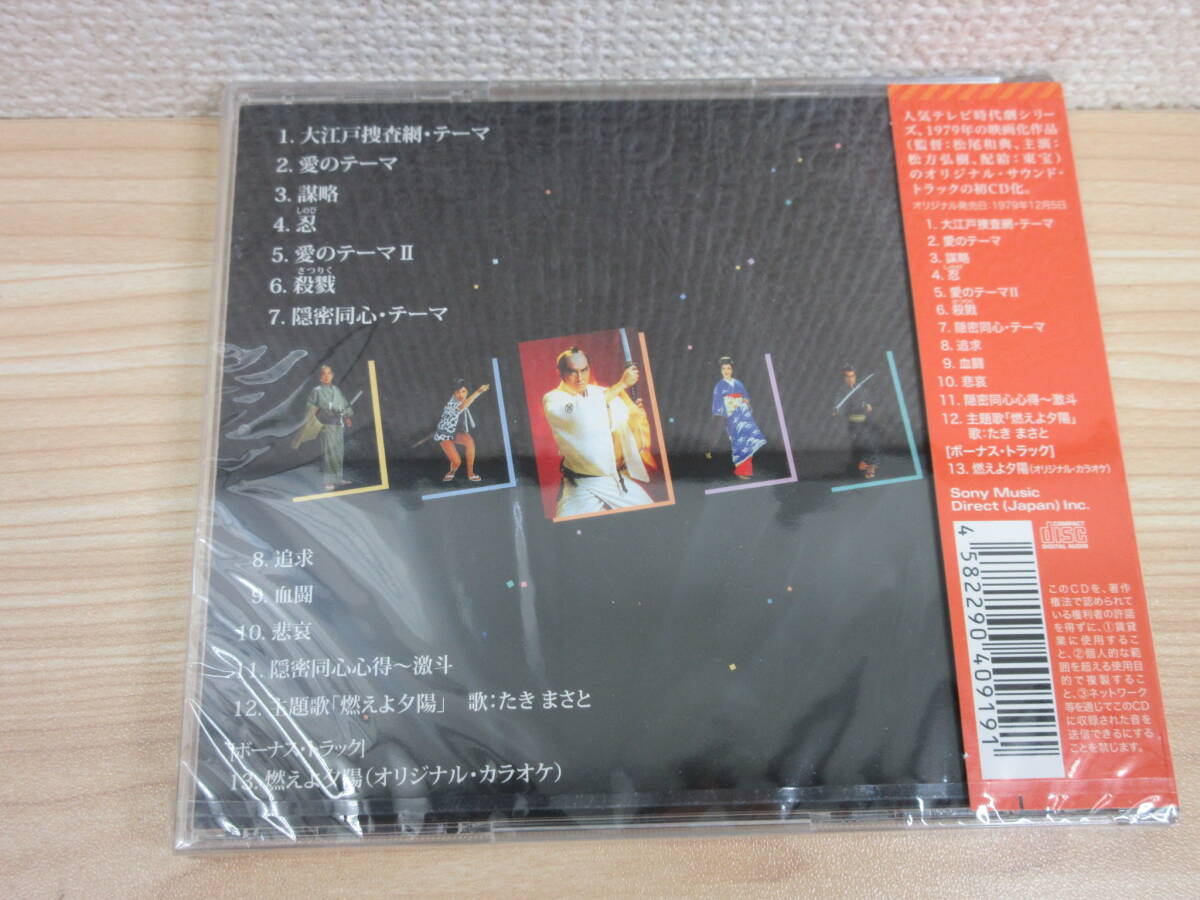 1. 大江戸捜査網・テーマ
2. 愛のテーマ
3. 謀略
しのび
4. 忍
5. 愛のテーマⅡ
さつりく
6. 殺戮
7. 隠密同心・テーマ
8. 追求
9. 血闘
10. 悲哀
11. 隠密同心心得〜激斗
12. 主題歌「燃えよ夕陽」 歌：たき まさと
[ボーナス・トラック]
13. 燃えよ夕陽（オリジナル・カラオケ）
人気テレビ時代劇シリー
ズ、1979年の映画化作品
（監督：松尾和典、主演：
松方弘樹、配給：東宝）
のオリジナル・サウンド・
トラックの初CD化。
オリジナル発売日：1979年12月5日
1. 大江戸捜査網・テーマ
2. 愛のテーマ
3. 謀略
しのび
4. 忍
5. 愛のテーマⅡ
さつりく
6. 殺戮
7. 隠密同心・テーマ
8. 追求
9. 血闘
10. 悲哀
11. 隠密同心心得〜激斗
12. 主題歌「燃えよ夕陽」
歌：たき まさと
[ボーナス・トラック]
13. 燃えよ夕陽（オリジナル・カラオケ）
Sony Music
Direct (Japan) Inc.
COMPACT
disc
DIGITAL AUDIO
4 582290 409191
このCDを、著作
権法で認められて
いる権利者の許諾
を得ずに、①賃貸
業に使用するこ
と、②個人的な範
囲を超える使用目
的で複製するこ
と、③ネットワーク
等を通じてこのCD
に収録された音を
送信できるようにする
ことを禁じます。